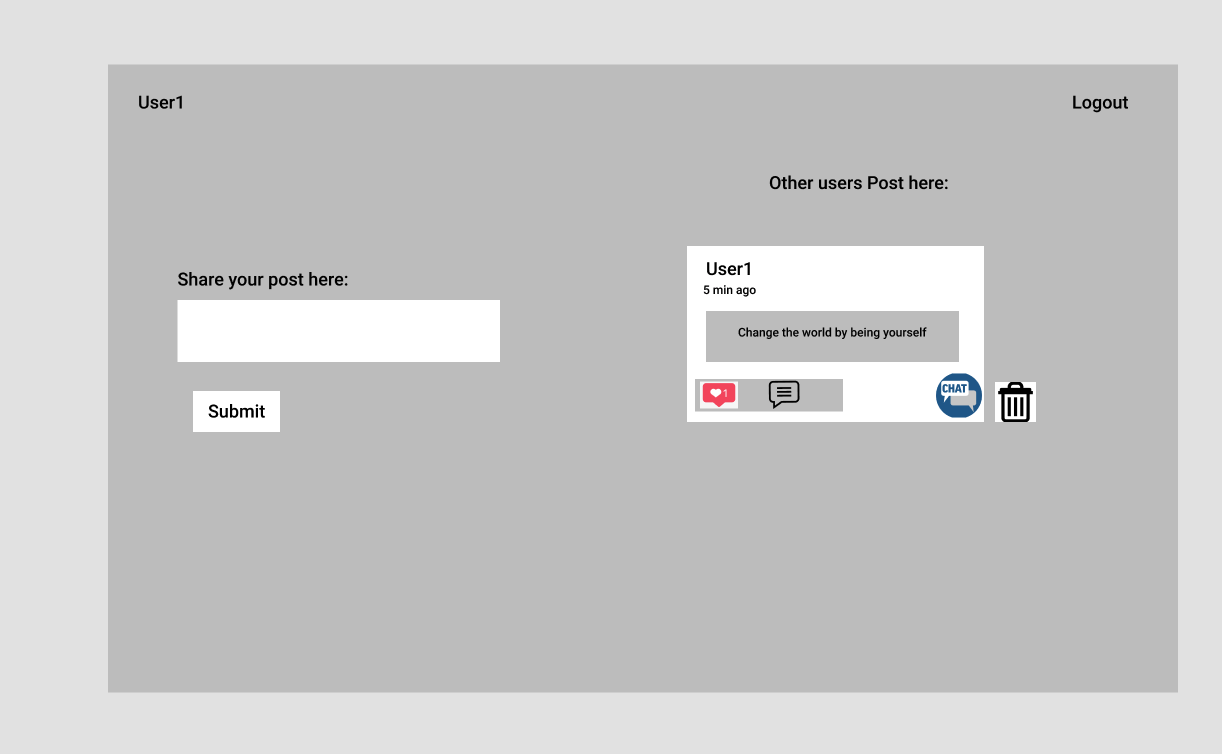 User1
Logout
Other users Post here:
Share your post here:
Submit
User1
5 min ago
Change the world by being yourself
1
CHAT